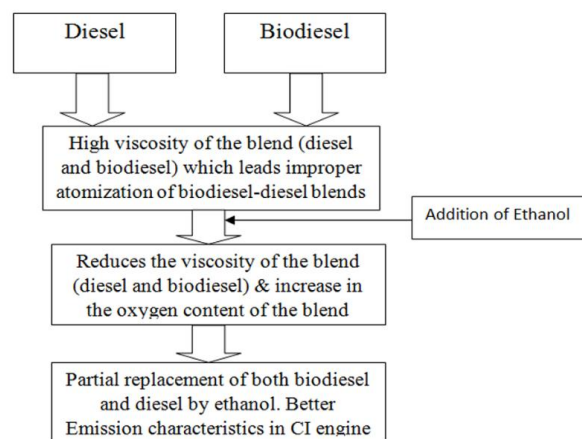 Diesel
Biodiesel
High viscosity of the blend (diesel
and biodiesel) which leads improper
atomization of biodiesel-diesel blends
Addition of Ethanol
Reduces the viscosity of the blend
(diesel and biodiesel) & increase in
the oxygen content of the blend
Partial replacement of both biodiesel
and diesel by ethanol. Better
Emission characteristics in CI engine